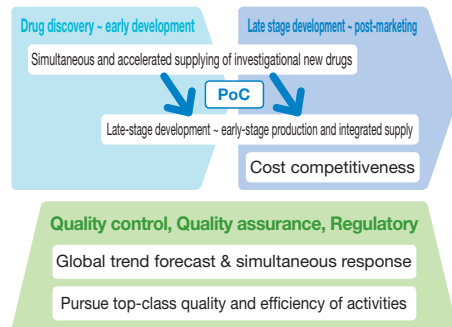 Drug discovery ~ early development
Late stage development ~ post-marketing
Simultaneous and accelerated supplying of investigational new drugs
PoC
Late-stage development ~ early-stage production and integrated supply
Cost competitiveness
Quality control, Quality assurance, Regulatory
Global trend forecast & simultaneous response
Pursue top-class quality and efficiency of activities